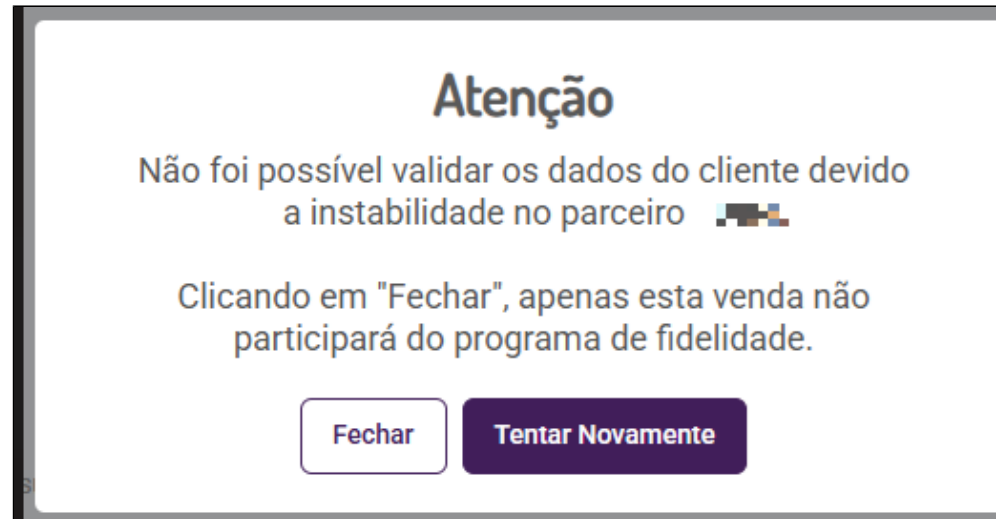 Atenção
Não foi possível validar os dados do cliente devido
a instabilidade no parceiro
Clicando em "Fechar", apenas esta venda não
participará do programa de fidelidade.
Fechar
Tentar Novamente